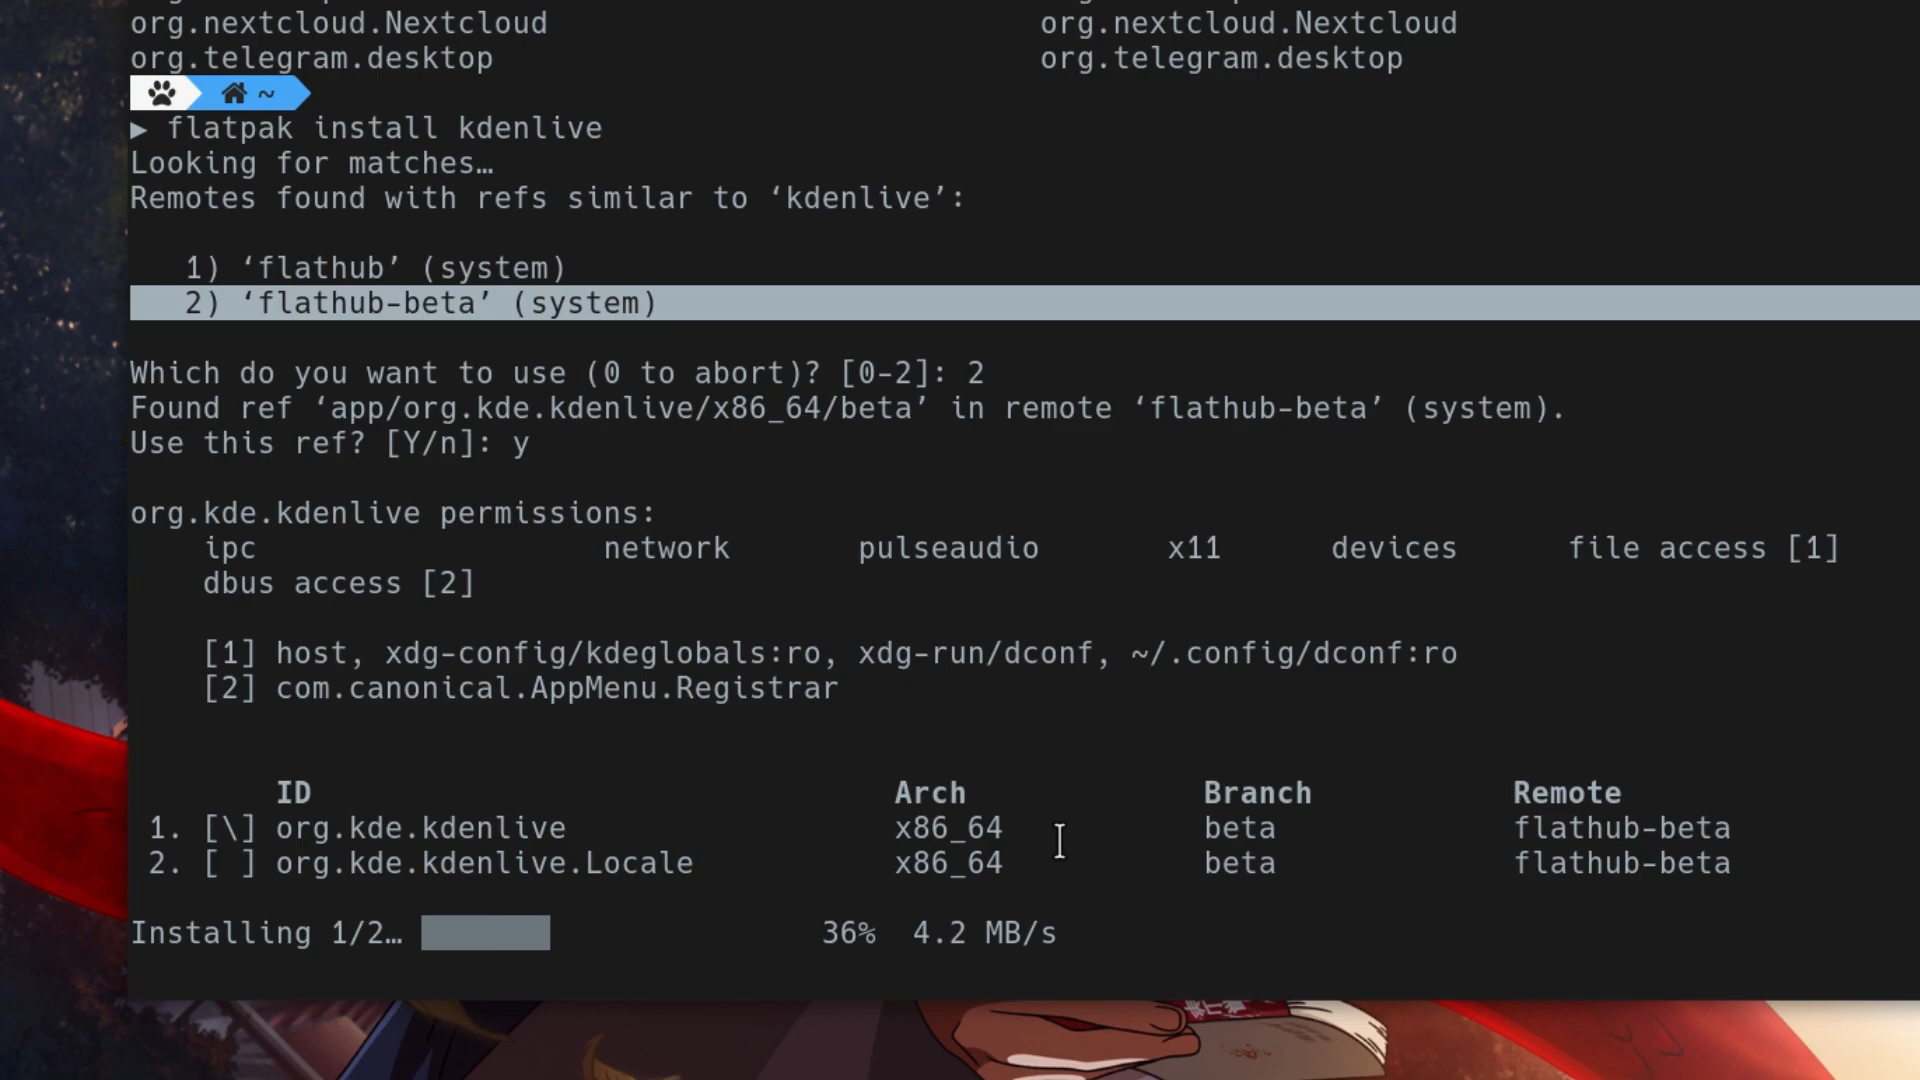 org.nextcloud.Nextcloud org.nextcloud.Nextcloud
org.telegram.desktop org.telegram.desktop
~
▶ flatpak install kdenlive
Looking for matches…
Remotes found with refs similar to ‘kdenlive’:
1) ‘flathub’ (system)
2) ‘flathub-beta’ (system)
Which do you want to use (0 to abort)? [0-2]: 2
Found ref ‘app/org.kde.kdenlive/x86_64/beta’ in remote ‘flathub-beta’ (system).
Use this ref? [Y/n]: y
org.kde.kdenlive permissions:
ipc network pulseaudio x11 devices file access [1]
dbus access [2]
[1] host, xdg-config/kdeglobals:ro, xdg-run/dconf, ~/.config/dconf:ro
[2] com.canonical.AppMenu.Registrar
ID Arch Branch Remote
1. [\] org.kde.kdenlive x86_64 beta flathub-beta
2. [ ] org.kde.kdenlive.Locale x86_64 beta flathub-beta
Installing 1/2… 36% 4.2 MB/s